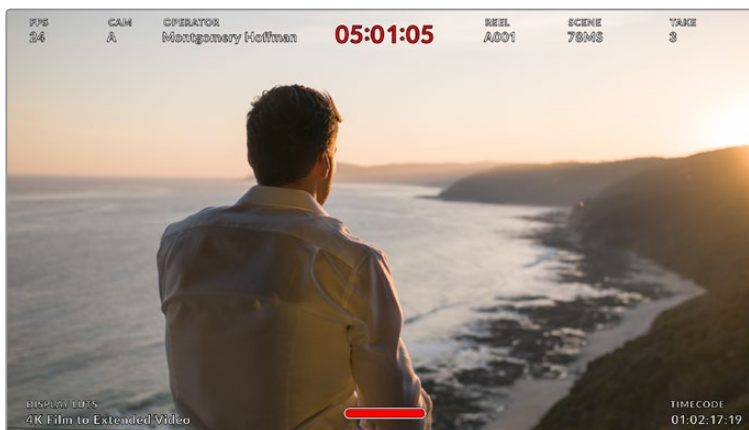 FPS CAM OPERATOR REEL SCENE TAKE
24 A Montgomery Hoffman 05:01:05 A001 78MS 3
DISPLAY LUTS TIMECODE
4K Film to Extended Video 01:02:17:19